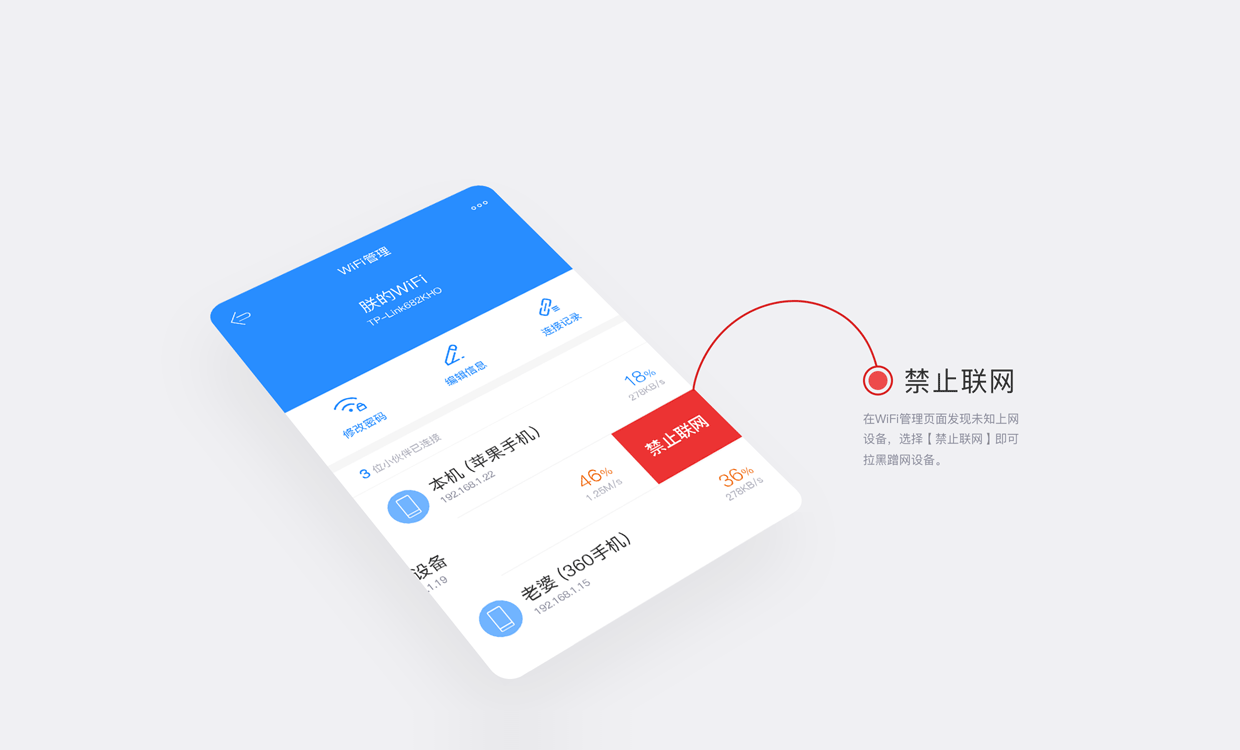 WiFi管理
朕的WiFi
TP-Link682KHO
修改密码
编辑信息
连接记录
3 位小伙伴已连接
本机 (苹果手机)
192.168.1.22
18%
278KB/s
设备
.1.19
46%
1.25M/s
禁止联网
老婆 (360手机)
192.168.1.15
36%
278KB/s
禁止联网
在WiFi管理页面发现未知上网
设备，选择【禁止联网】即可
拉黑蹭网设备。